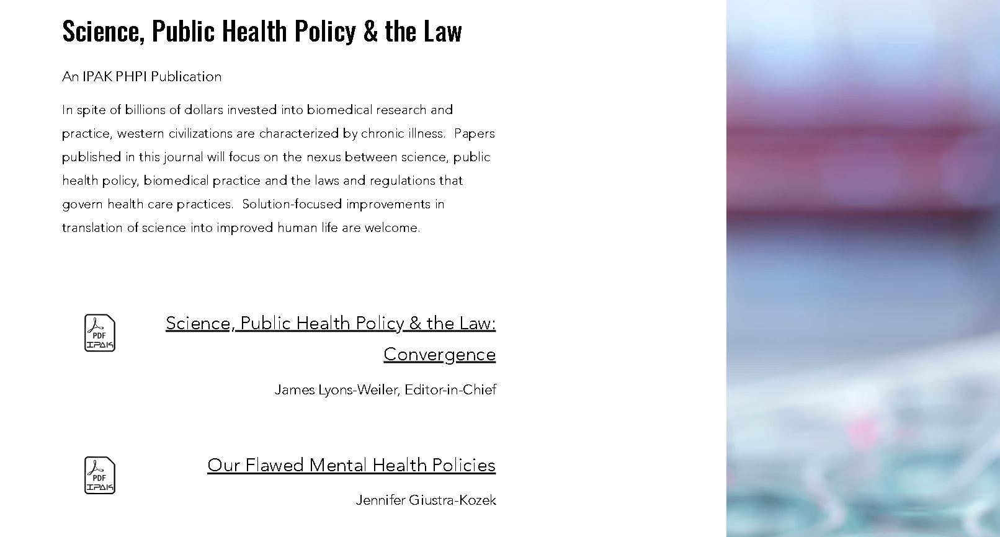 Science, Public Health Policy & the Law
An IPAK PHPI Publication
In spite of billions of dollars invested into biomedical research and
practice, western civilizations are characterized by chronic illness.  Papers
published in this journal will focus on the nexus between science, public
health policy, biomedical practice and the laws and regulations that
govern health care practices.  Solution-focused improvements in
translation of science into improved human life are welcome.
PDF
IPAK
Science, Public Health Policy & the Law:
Convergence
James Lyons-Weiler, Editor-in-Chief
PDF
IPAK
Our Flawed Mental Health Policies
Jennifer Giustra-Kozek